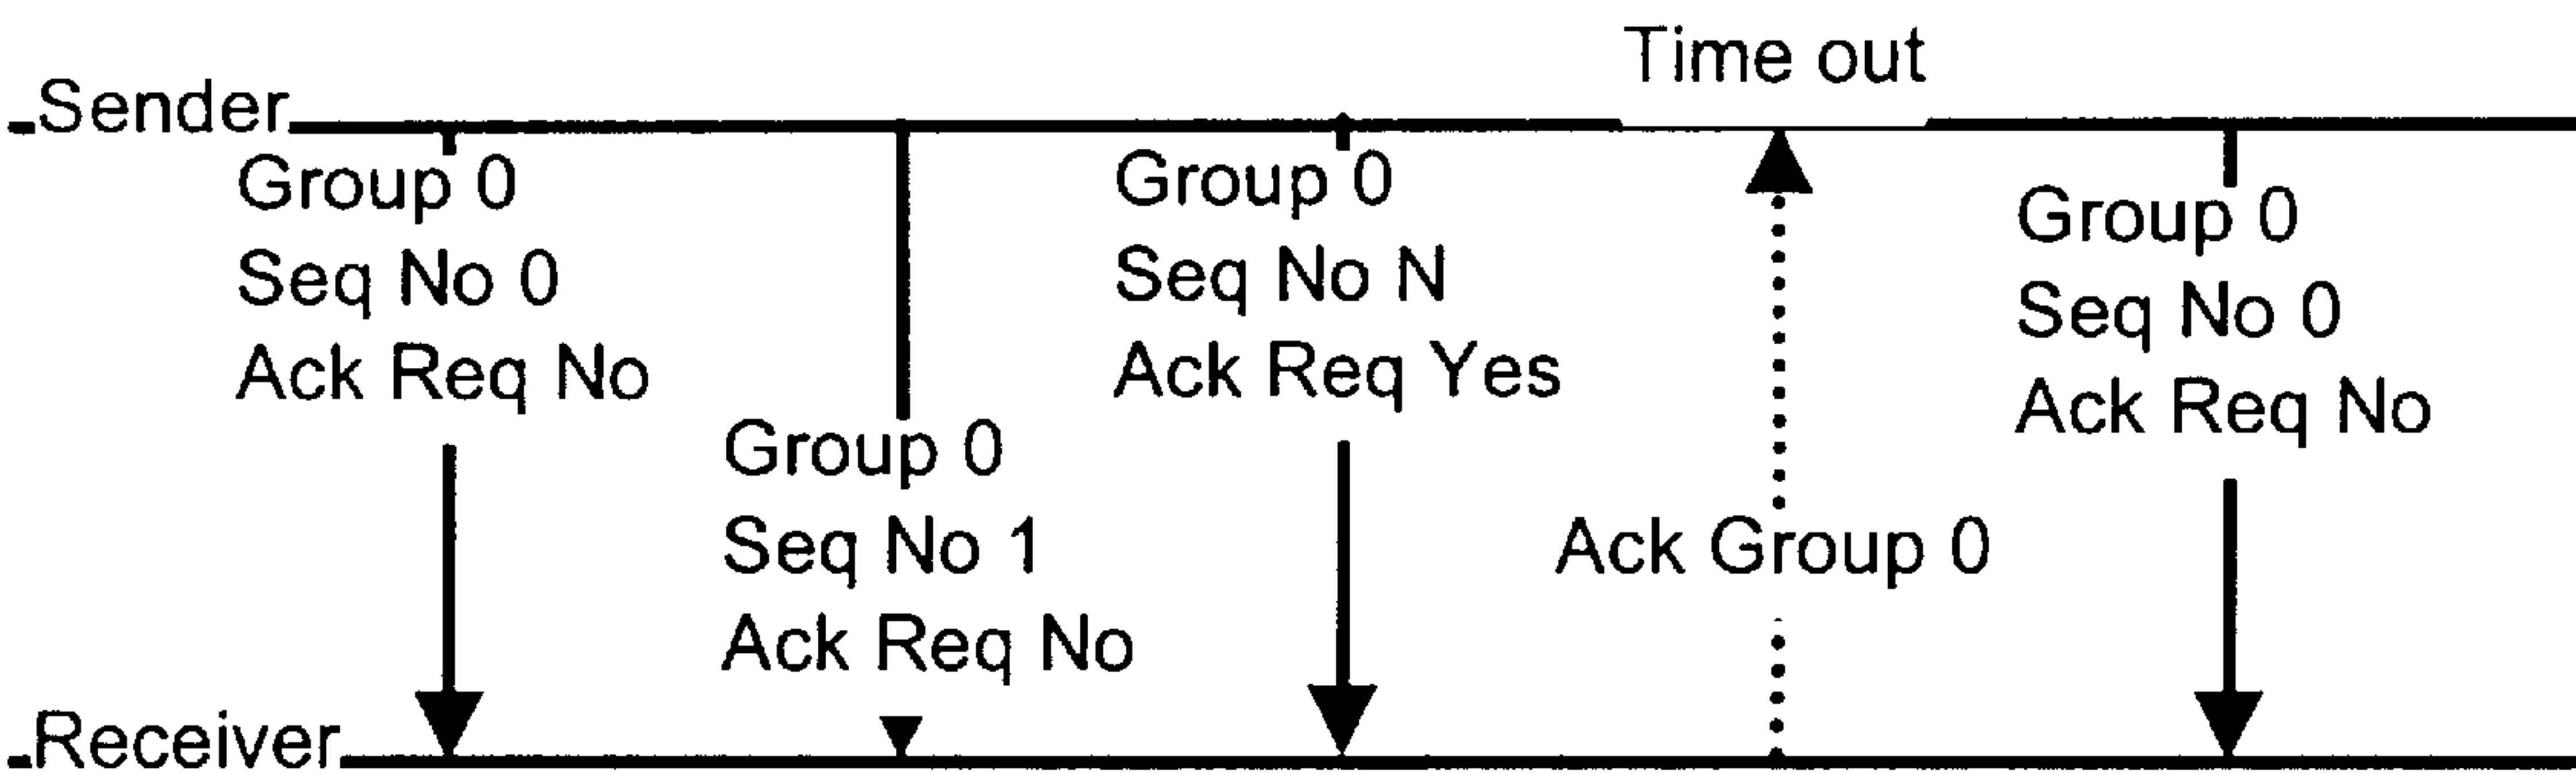 Time out
Sender
Group 0
Seq No 0
Ack Req No
Group 0
Seq No 1
Ack Req No
Group 0
Seq No N
Ack Req Yes
Ack Group 0
Group 0
Seq No 0
Ack Req No
Receiver